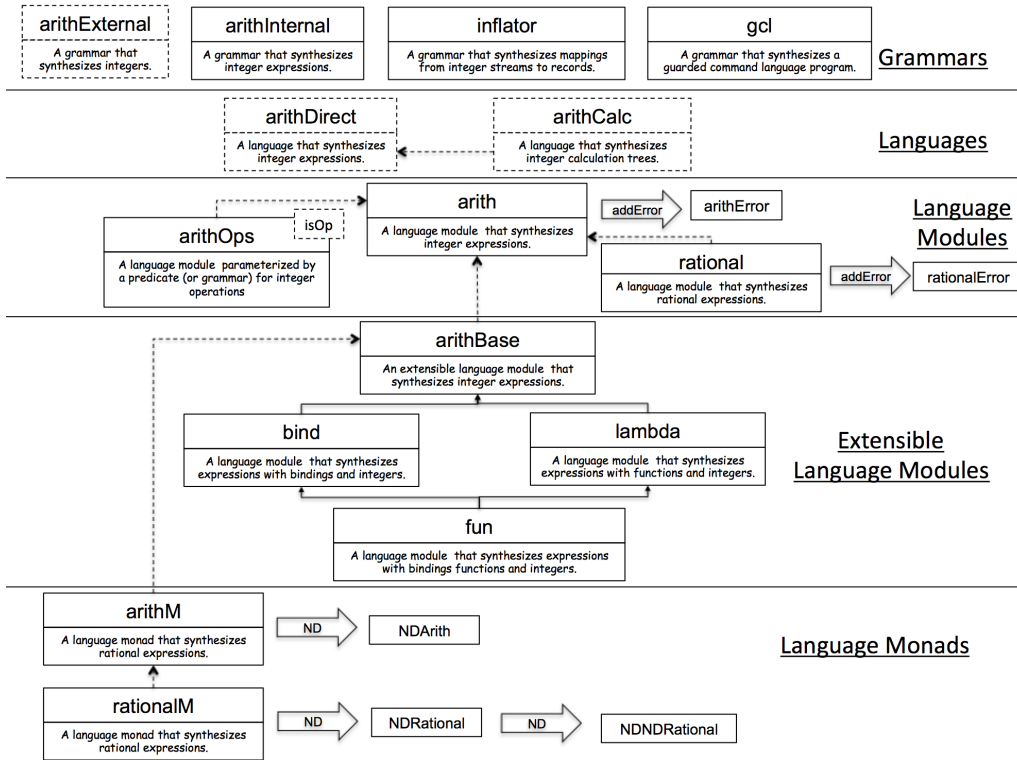 arithExternal
A grammar that
synthesizes integers.
arithInternal
A grammar that synthesizes
integer expressions.
inflator
A grammar that synthesizes mappings
from integer streams to records.
gcl
A grammar that synthesizes a
guarded command language program.
Grammars
arithDirect
A language that synthesizes
integer expressions.
arithCalc
A language that synthesizes
integer calculation trees.
Languages
arithOps
isOp
A language module parameterized by
a predicate (or grammar) for integer
operations
arith
A language module that synthesizes
integer expressions.
addError
arithError
rational
A language module that synthesizes
rational expressions.
addError
rationalError
Language
Modules
arithBase
An extensible language module that
synthesizes integer expressions.
bind
A language module that synthesizes
expressions with bindings and integers.
lambda
A language module that synthesizes
expressions with functions and integers.
fun
A language module that synthesizes expressions
with bindings functions and integers.
Extensible
Language Modules
arithM
A language monad that synthesizes
rational expressions.
ND
NDArith
Language Monads
rationalM
A language monad that synthesizes
rational expressions.
ND
NDRational
ND
NDNDRational